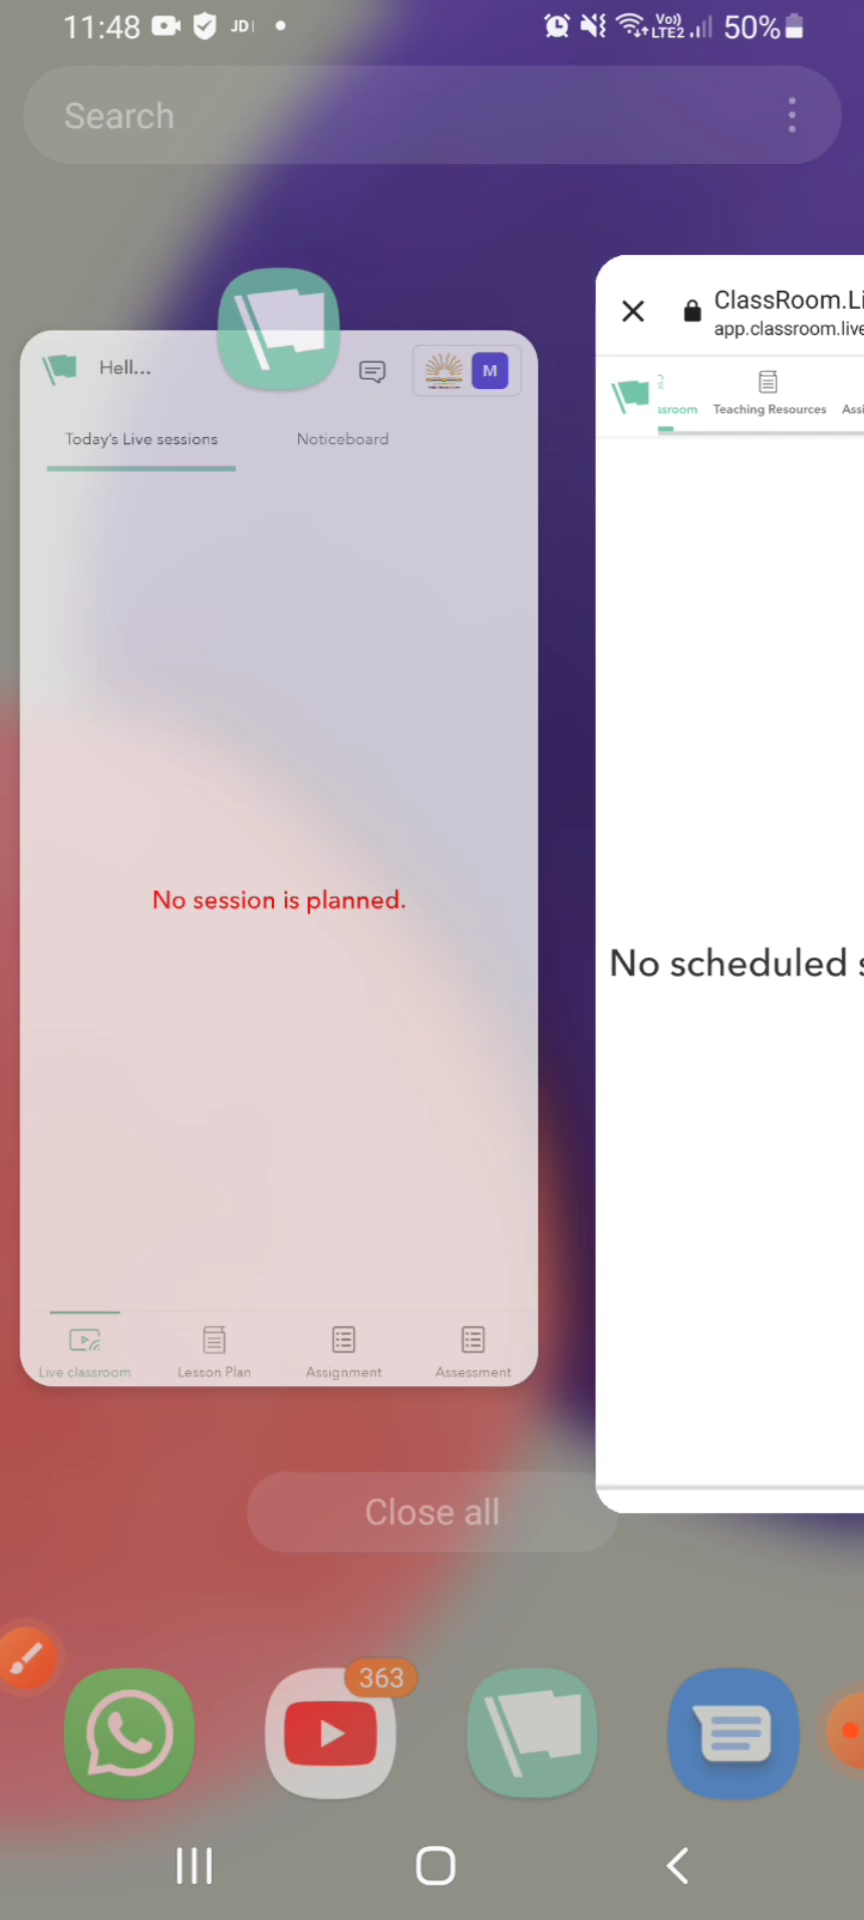 11:48 JD Vo)) LTE2 50%
Search
Hell...
M
Today's Live sessions Noticeboard
No session is planned.
Live classroom Lesson Plan Assignment Assessment
ClassRoom.Li
app.classroom.live
ssroom Teaching Resources Assi
No scheduled s
Close all
363